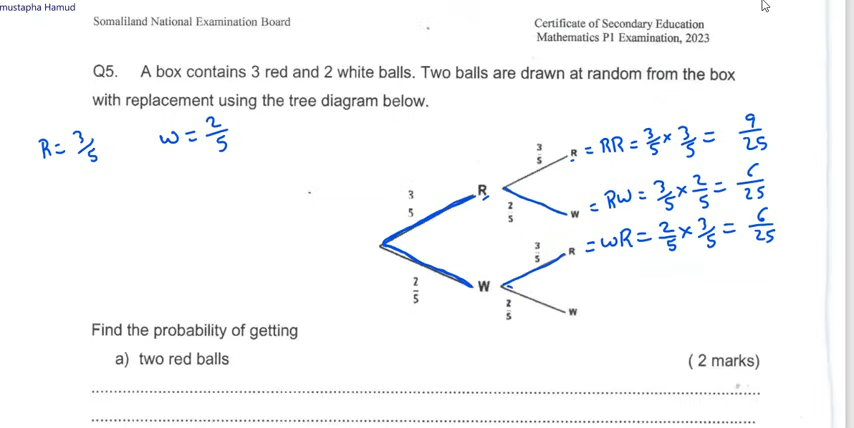 mustapha Hamud
Somaliland National Examination Board
Certificate of Secondary Education
Mathematics P1 Examination, 2023
Q5. A box contains 3 red and 2 white balls. Two balls are drawn at random from the box
with replacement using the tree diagram below.
R = 3/5 W = 2/5
3/5 R = RR = 3/5 × 3/5 = 9/25
3/5 R
2/5 W = RW = 3/5 × 2/5 = 6/25
3/5 R = WR = 2/5 × 3/5 = 6/25
2/5 W
2/5 W
Find the probability of getting
a) two red balls ( 2 marks)